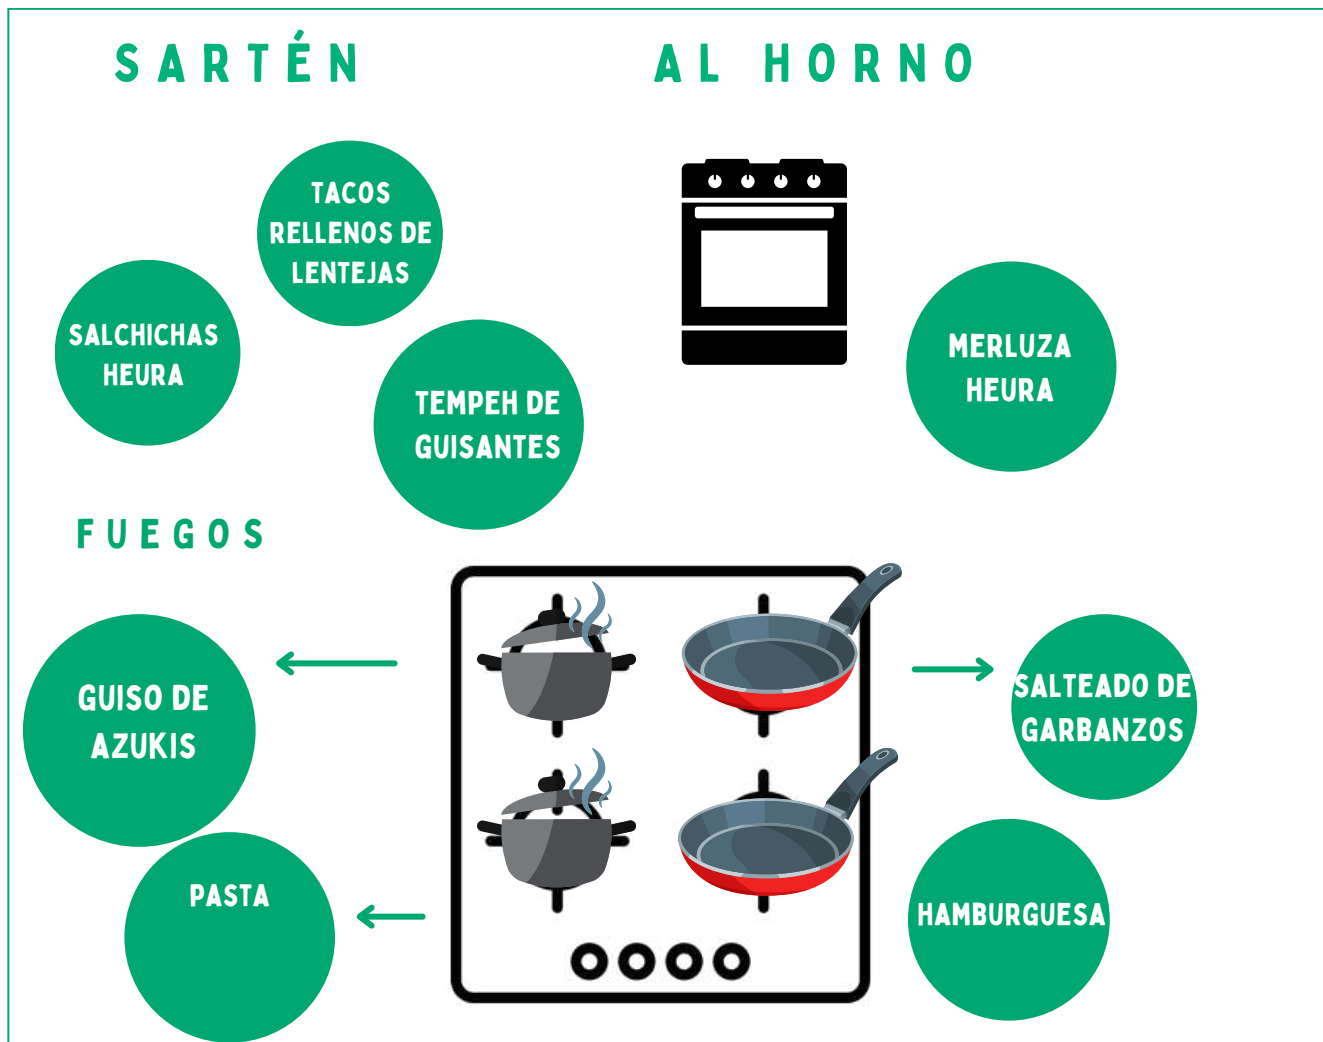 SARTÉN
AL HORNO
TACOS
RELLENOS DE
LENTEJAS
SALCHICHAS
HEURA
TEMPEH DE
GUISANTES
MERLUZA
HEURA
FUEGOS
GUISO DE
AZUKIS
SALTEADO DE
GARBANZOS
PASTA
HAMBURGUESA